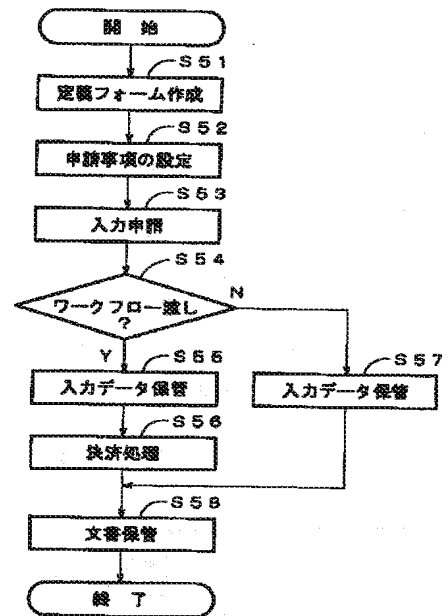 開 始
S51
定義フォーム作成
S52
申請事項の設定
S53
入力申請
S54
ワークフロー渡し
?
N
Y
S55
入力データ保管
S57
入力データ保管
S56
決済処理
S58
文書保管
終 了